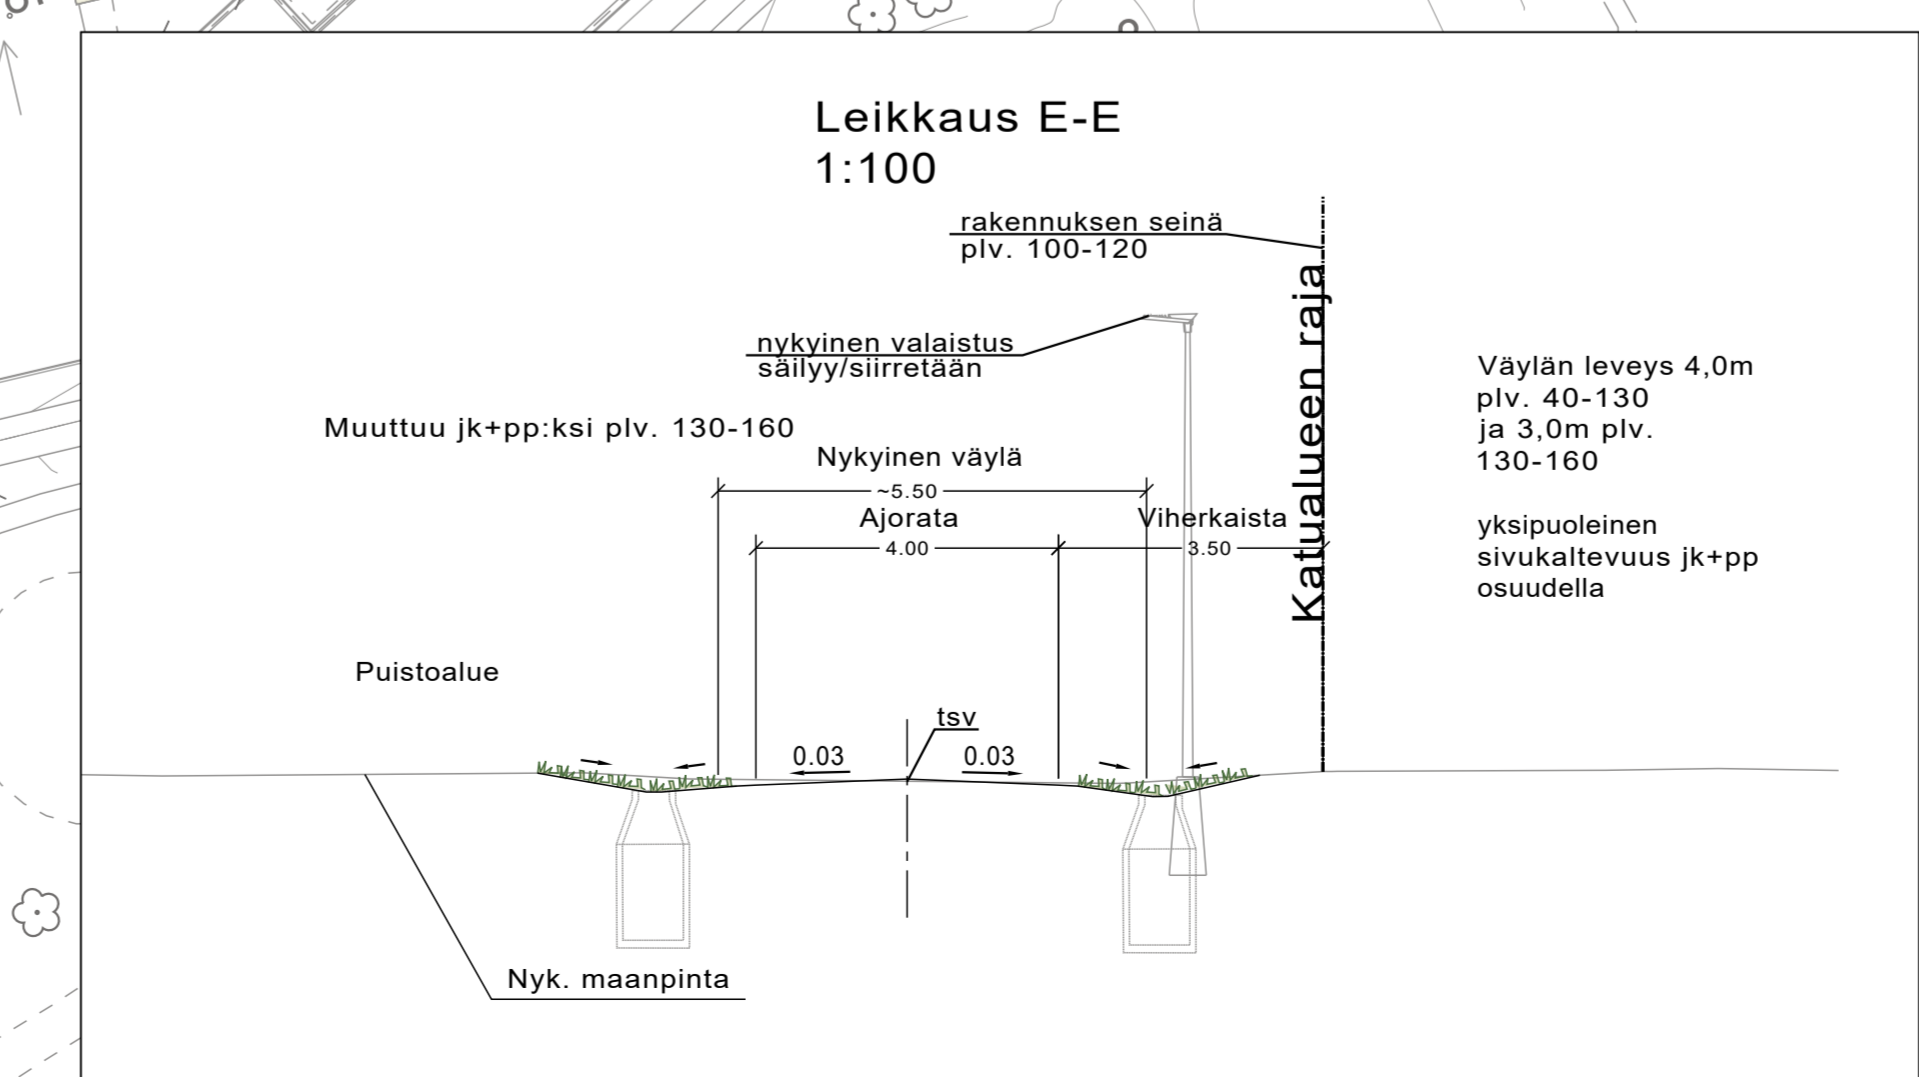 Leikkaus E-E
1:100
rakennuksen seinä
plv. 100-120
Katualueen raja
nykyinen valaistus
säilyy/siirretään
Muuttuu jk+pp:ksi plv. 130-160
Nykyinen väylä
~5.50
Ajorata
Viherkaista
4.00
3.50
Väylän leveys 4,0m
plv. 40-130
ja 3,0m plv.
130-160
yksipuoleinen
sivukaltevuus jk+pp
osuudella
Puistoalue
tsv
0.03
0.03
Nyk. maanpinta